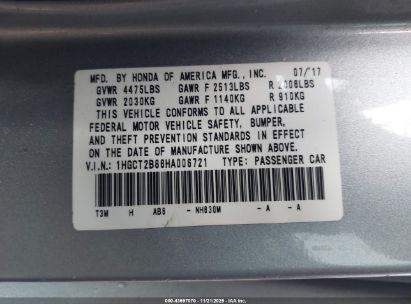 MFD. BY HONDA OF AMERICA MFG., INC. 07/17
GVWR 4475LBS GAWR F 2513LBS R 2006LBS
GVWR 2030KG GAWR F 1140KG R 910KG
THIS VEHICLE CONFORMS TO ALL APPLICABLE
FEDERAL MOTOR VEHICLE SAFETY, BUMPER,
AND THEFT PREVENTION STANDARDS IN EFFECT
ON THE DATE OF MANUFACTURE SHOWN ABOVE.
V.I.N.: 1HGCT2B86HA006721 TYPE: PASSENGER CAR
T3M H AB6 - NH830M - A - A